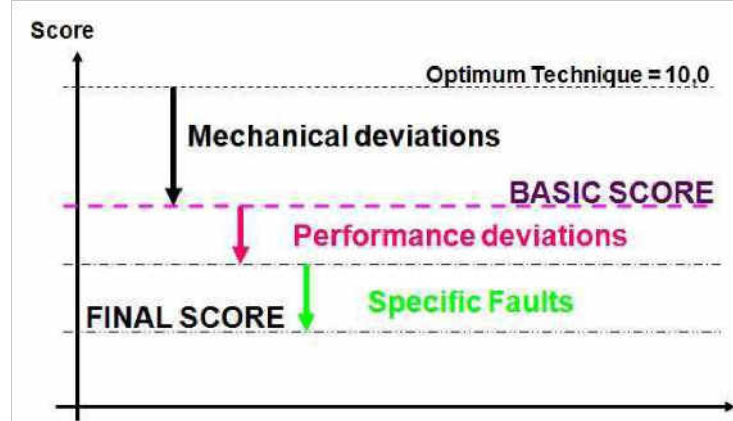 Score
Optimum Technique = 10,0
Mechanical deviations
BASIC SCORE
Performance deviations
Specific Faults
FINAL SCORE